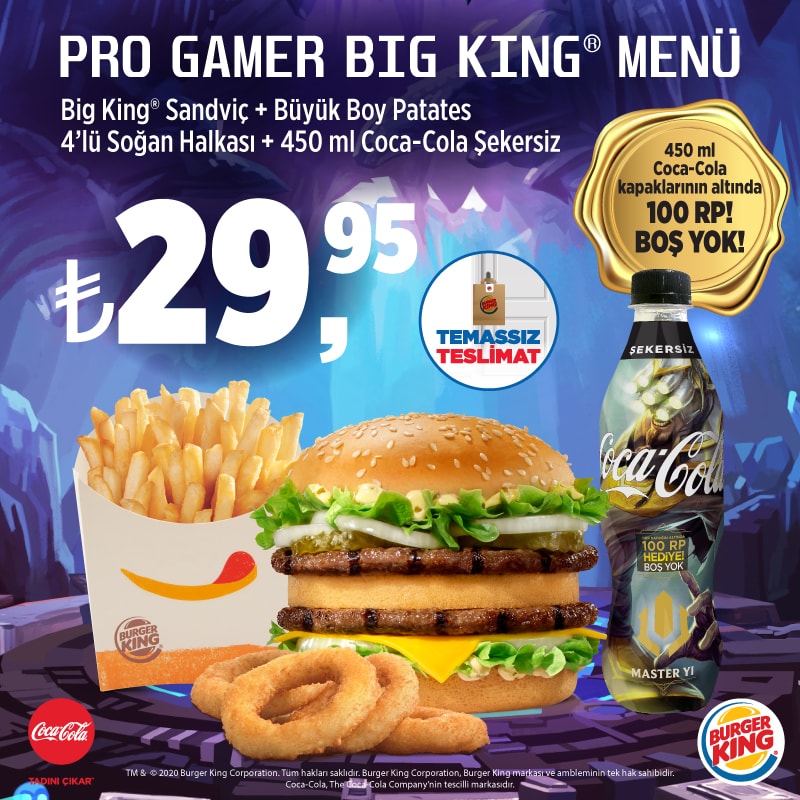 PRO GAMER BIG KING® MENÜ
Big King® Sandviç + Büyük Boy Patates
4'lü Soğan Halkası + 450 ml Coca-Cola Şekersiz
450 ml
Coca-Cola
kapaklarının altında
100 RP!
BOŞ YOK!
₺29,95
BURGER KING
TEMASSIZ
TESLİMAT
ŞEKERSİZ
Coca-Cola
100 RP
HEDİYE!
BOŞ YOK
MASTER Yİ
BURGER
KING
Coca-Cola
TADINI ÇIKAR™
BURGER
KING
TM & © 2020 Burger King Corporation. Tüm hakları saklıdır. Burger King Corporation, Burger King markası ve ambleminin tek hak sahibidir.
Coca-Cola, The Coca-Cola Company'nin tescilli markasıdır.